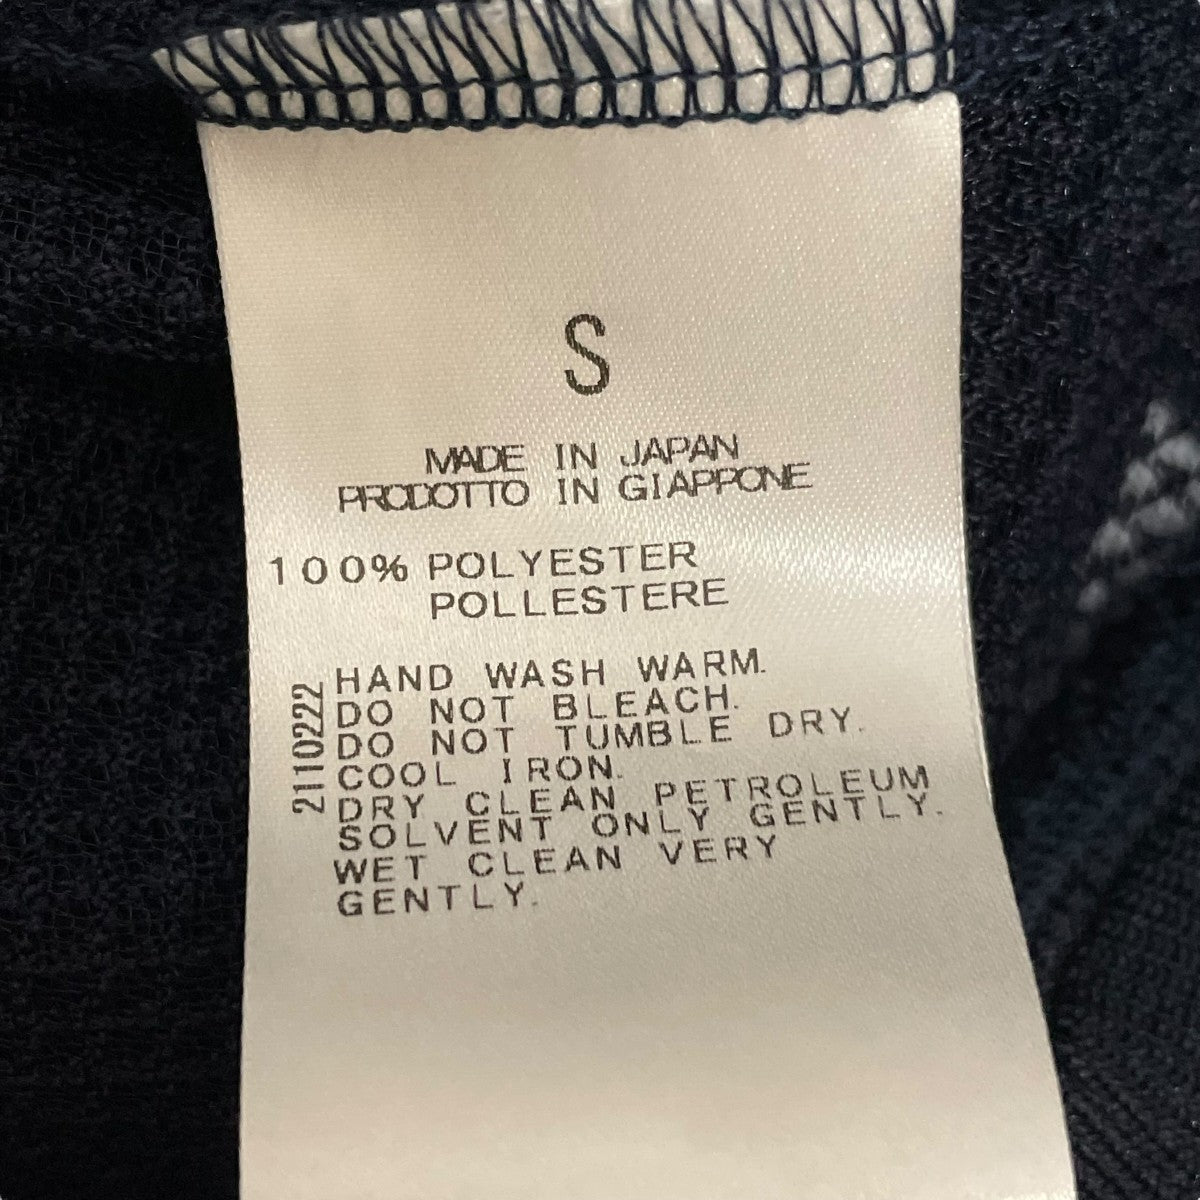 S
MADE IN JAPAN
PRODOTTO IN GIAPPONE
100% POLYESTER
POLLESTERE
HAND WASH WARM.
DO NOT BLEACH.
DO NOT TUMBLE DRY.
COOL IRON.
DRY CLEAN PETROLEUM
SOLVENT ONLY GENTLY.
WET CLEAN VERY
GENTLY.
2110222